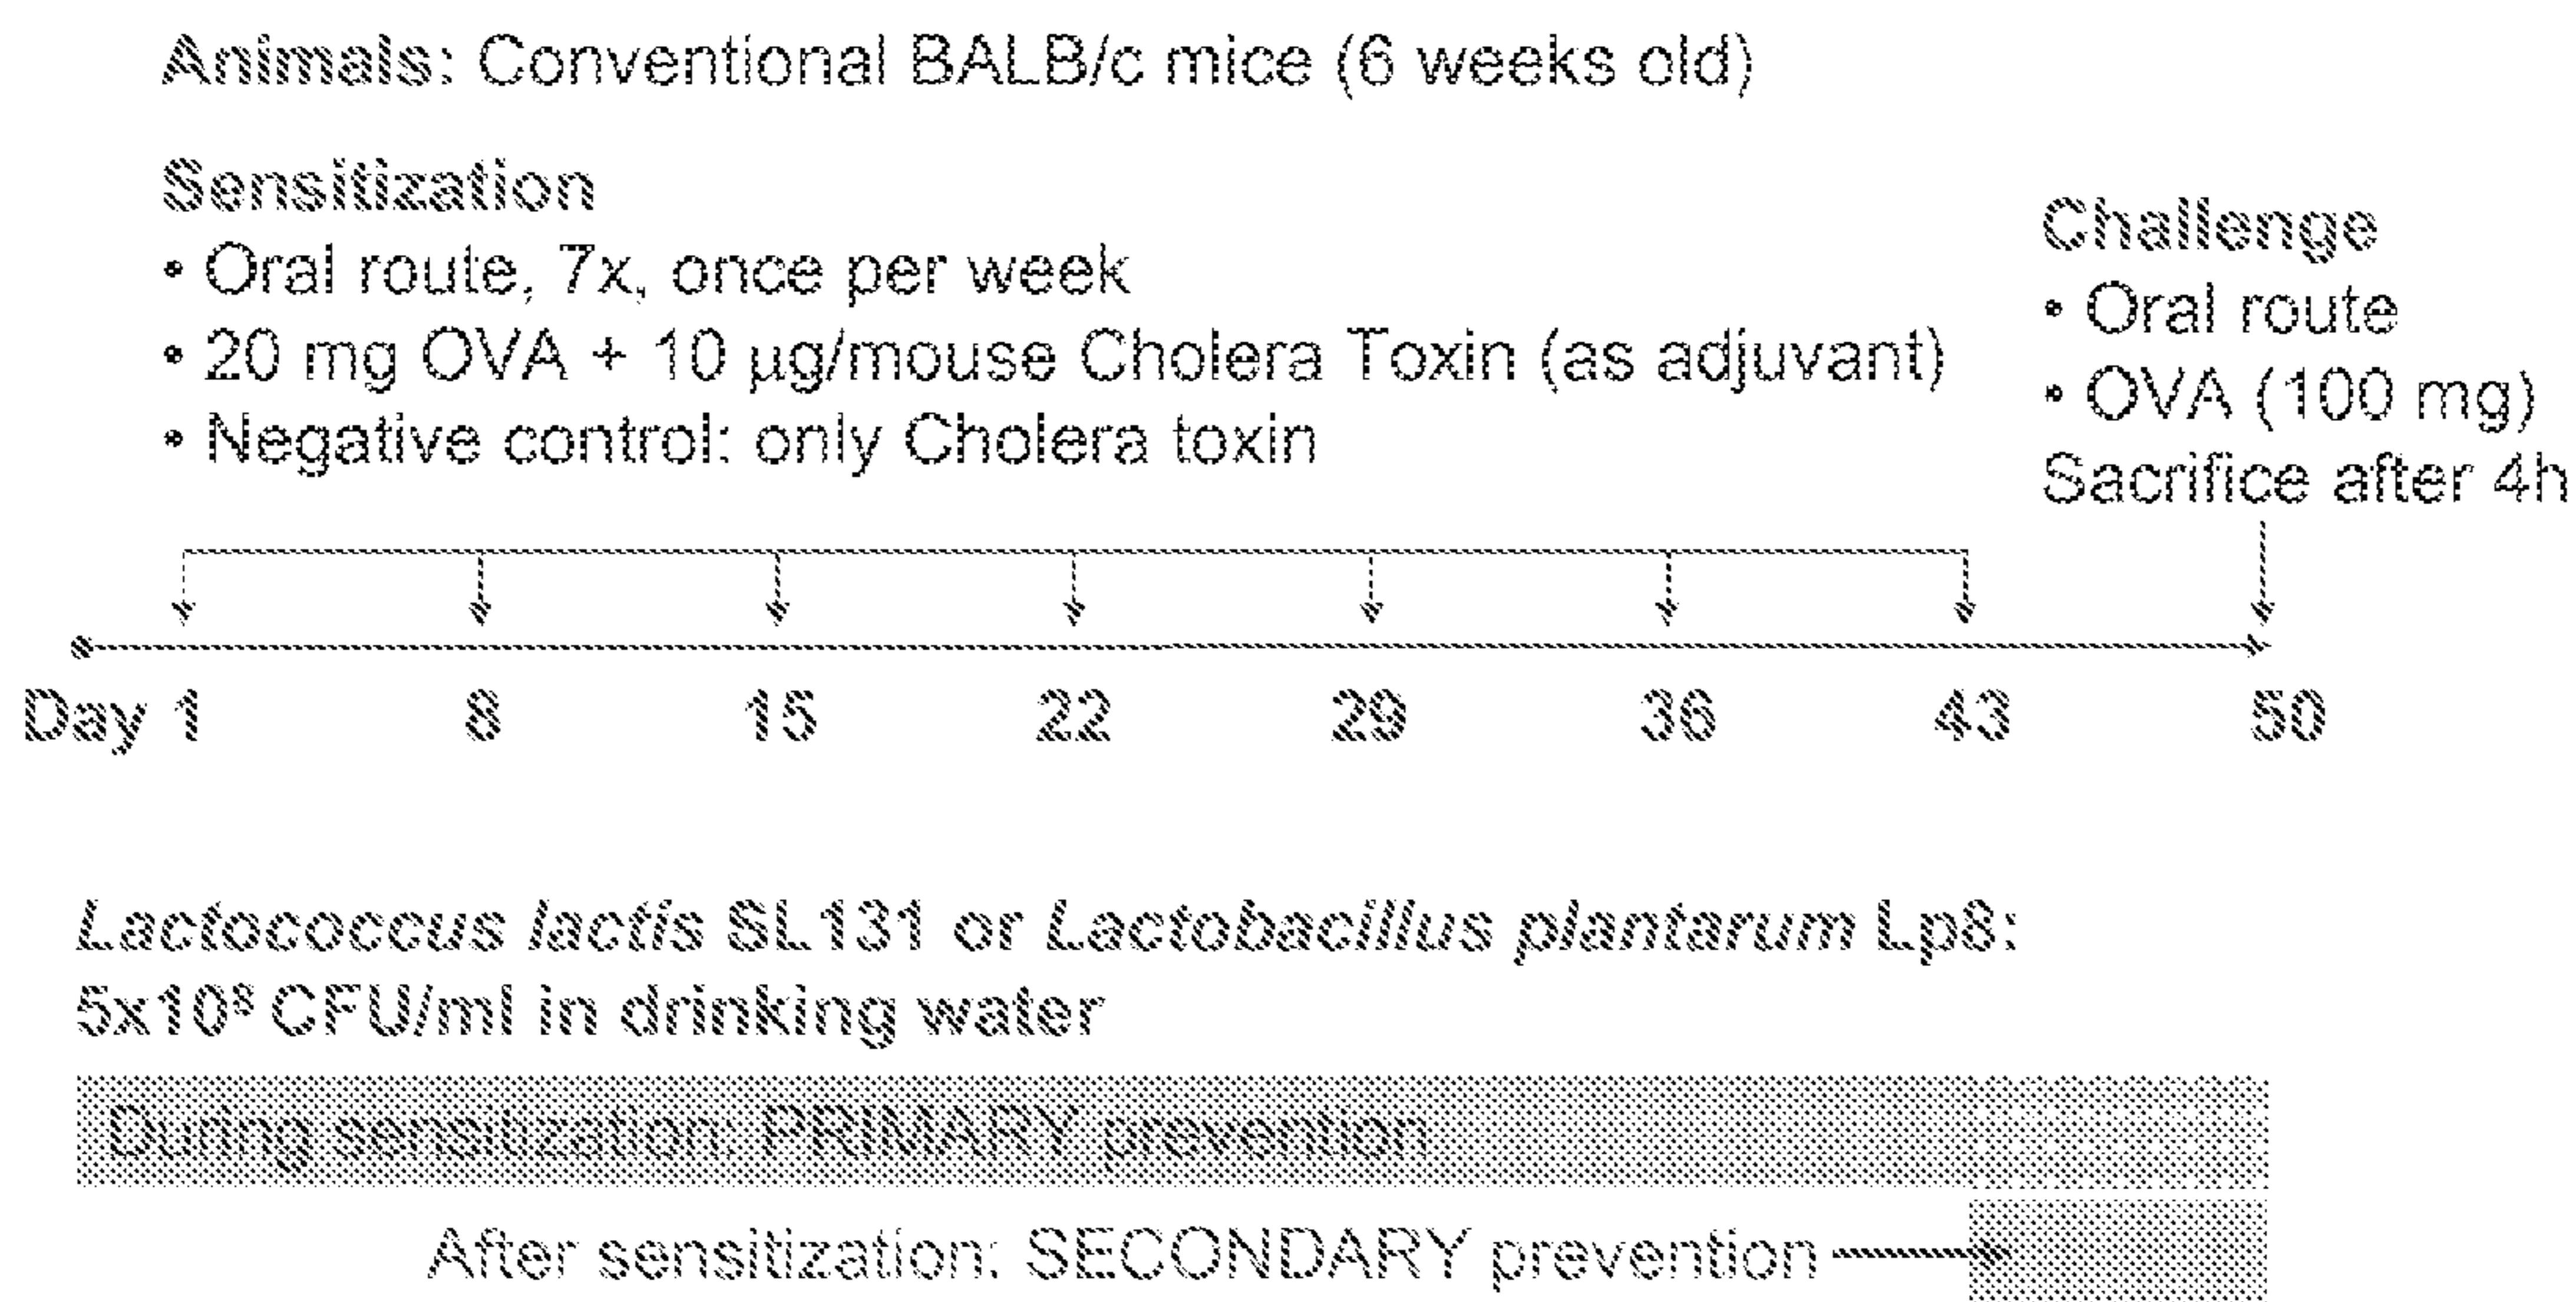 Animals: Conventional BALB/c mice (6 weeks old)
Sensitization
• Oral route, 7x, once per week
• 20 mg OVA + 10 µg/mouse Cholera Toxin (as adjuvant)
• Negative control: only Cholera toxin
Challenge
• Oral route
• OVA (100 mg)
Sacrifice after 4h
Day 1 8 15 22 29 36 43 50
Lactococcus lactis SL131 or Lactobacillus plantarum Lp8:
5x10⁸ CFU/ml in drinking water
During sensitization: PRIMARY prevention
After sensitization: SECONDARY prevention